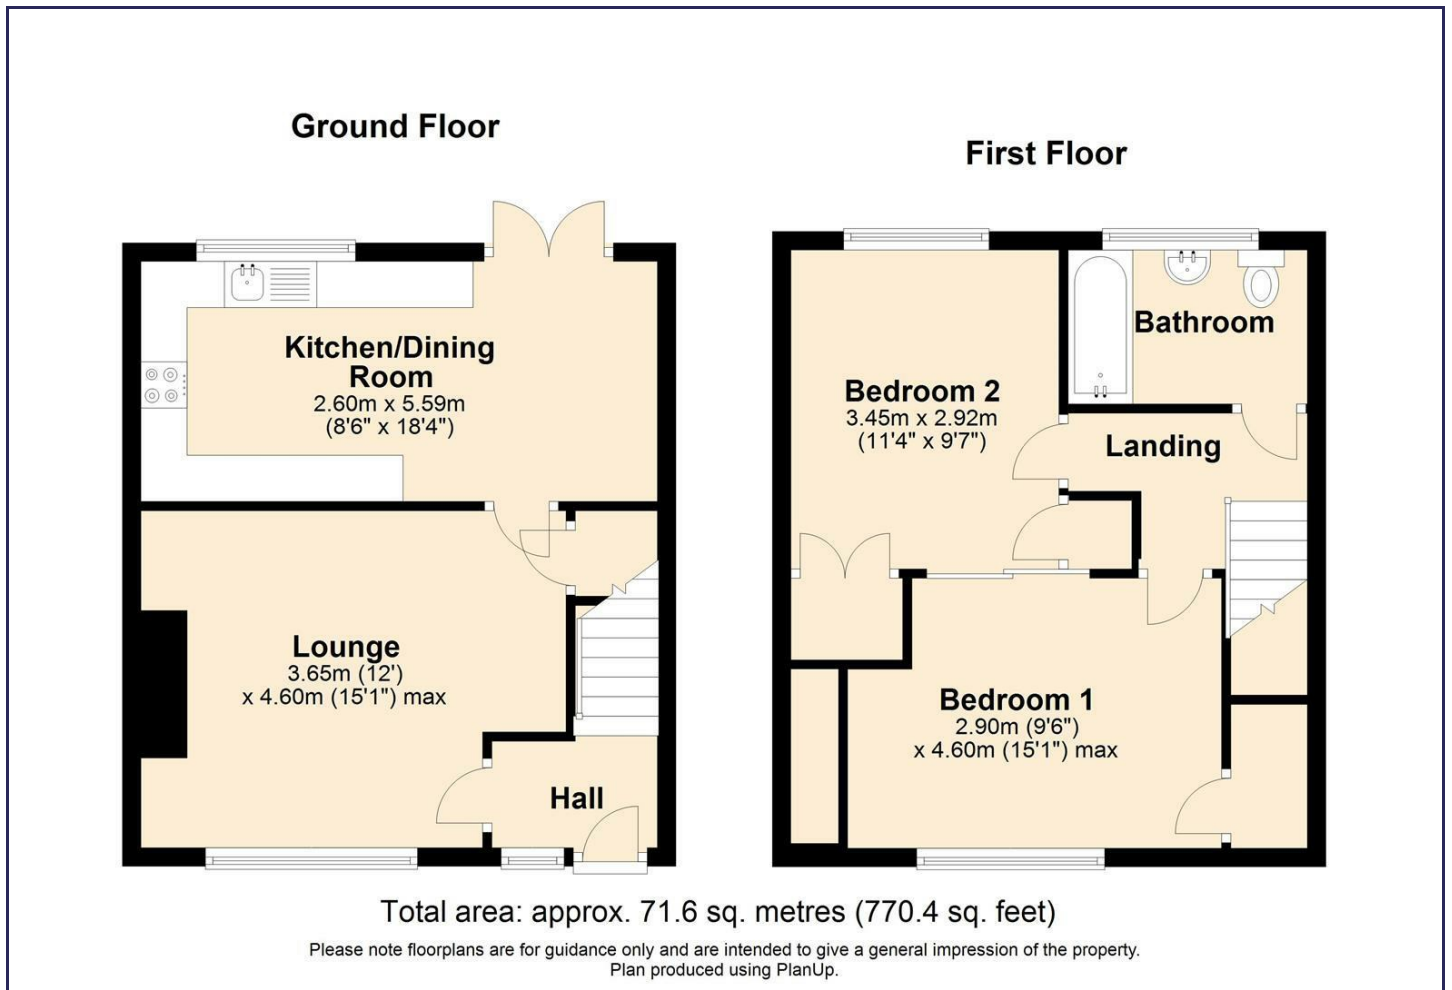 Ground Floor
First Floor
Kitchen/Dining
Room
2.60m x 5.59m
(8'6" x 18'4")
Lounge
3.65m (12')
x 4.60m (15'1") max
Hall
Bedroom 2
3.45m x 2.92m
(11'4" x 9'7")
Bathroom
Landing
Bedroom 1
2.90m (9'6")
x 4.60m (15'1") max
Total area: approx. 71.6 sq. metres (770.4 sq. feet)
Please note floorplans are for guidance only and are intended to give a general impression of the property.
Plan produced using PlanUp.